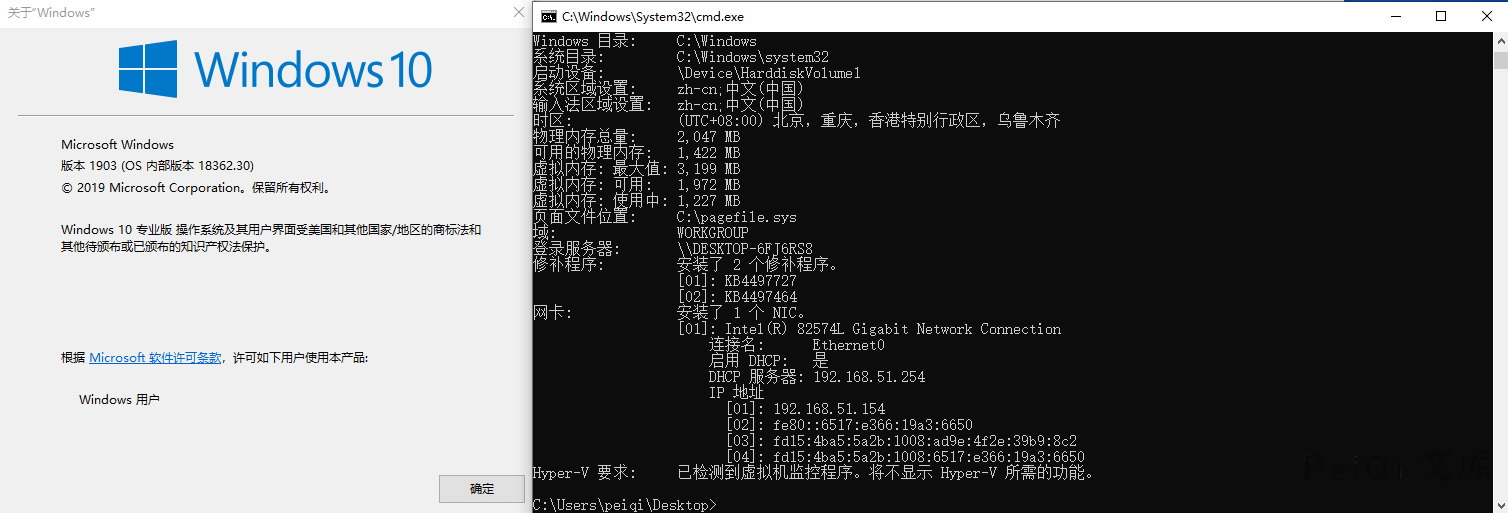 关于“Windows”
Windows 10
Microsoft Windows
版本 1903 (OS 内部版本 18362.30)
© 2019 Microsoft Corporation。保留所有权利。
Windows 10 专业版 操作系统及其用户界面受美国和其他国家/地区的商标法和
其他待颁布或已颁布的知识产权法保护。
根据 Microsoft 软件许可条款，许可如下用户使用本产品:
Windows 用户
确定
C:\Windows\System32\cmd.exe
Windows 目录: C:\Windows
系统目录: C:\Windows\system32
启动设备: \Device\HarddiskVolume1
系统区域设置: zh-cn;中文(中国)
输入法区域设置: zh-cn;中文(中国)
时区: (UTC+08:00) 北京，重庆，香港特别行政区，乌鲁木齐
物理内存总量: 2,047 MB
可用的物理内存: 1,422 MB
虚拟内存: 最大值: 3,199 MB
虚拟内存: 可用: 1,972 MB
虚拟内存: 使用中: 1,227 MB
页面文件位置: C:\pagefile.sys
域: WORKGROUP
登录服务器: \\DESKTOP-6FJ6RS8
修补程序: 安装了 2 个修补程序。
[01]: KB4497727
[02]: KB4497464
网卡: 安装了 1 个 NIC。
[01]: Intel(R) 82574L Gigabit Network Connection
连接名: Ethernet0
启用 DHCP: 是
DHCP 服务器: 192.168.51.254
IP 地址
[01]: 192.168.51.154
[02]: fe80::6517:e366:19a3:6650
[03]: fd15:4ba5:5a2b:1008:ad9e:4f2e:39b9:8c2
[04]: fd15:4ba5:5a2b:1008:6517:e366:19a3:6650
Hyper-V 要求: 已检测到虚拟机监控程序。将不显示 Hyper-V 所需的功能。
C:\Users\peiqi\Desktop>
PeiQi 文库